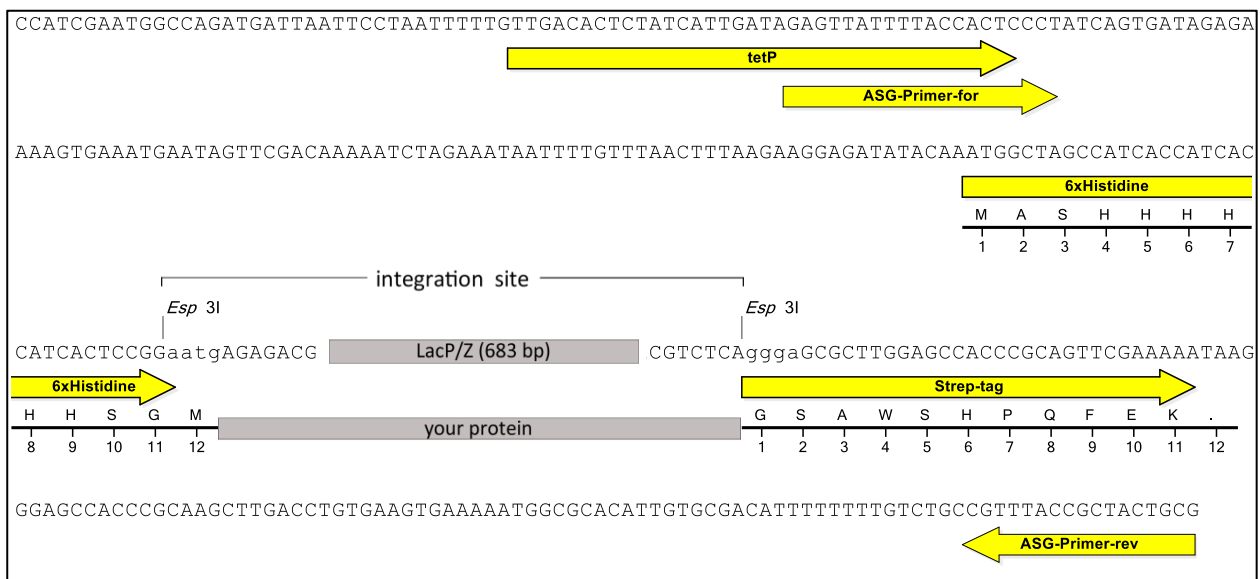 CCATCGAATGGCCAGATGATTAATTCCTAATTTTTGTTGACACTCTATCATTGATAGAGTTATTTTACCACTCCCTATCAGTGATAGAGA
tetP
ASG-Primer-for
AAAGTGAAATGAATAGTTCGACAAAAATCTAGAAATAATTTTGTTTAACTTTAAGAAGGAGATATACAAATGGCTAGCCATCACCATCAC
6xHistidine
M A S H H H H
1 2 3 4 5 6 7
integration site
Esp 3I Esp 3I
CATCACTCCGGaatgAGAGACG LacP/Z (683 bp) CGTCTCAgggaGCGCTTGGAGCCACCCGCAGTTCGAAAAATAAG
6xHistidine Strep-tag
H H S G M your protein G S A W S H P Q F E K .
8 9 10 11 12 1 2 3 4 5 6 7 8 9 10 11 12
GGAGCCACCCGCAAGCTTGACCTGTGAAGTGAAAAATGGCGCACATTGTGCGACATTTTTTTTGTCTGCCGTTTACCGCTACTGCG
ASG-Primer-rev